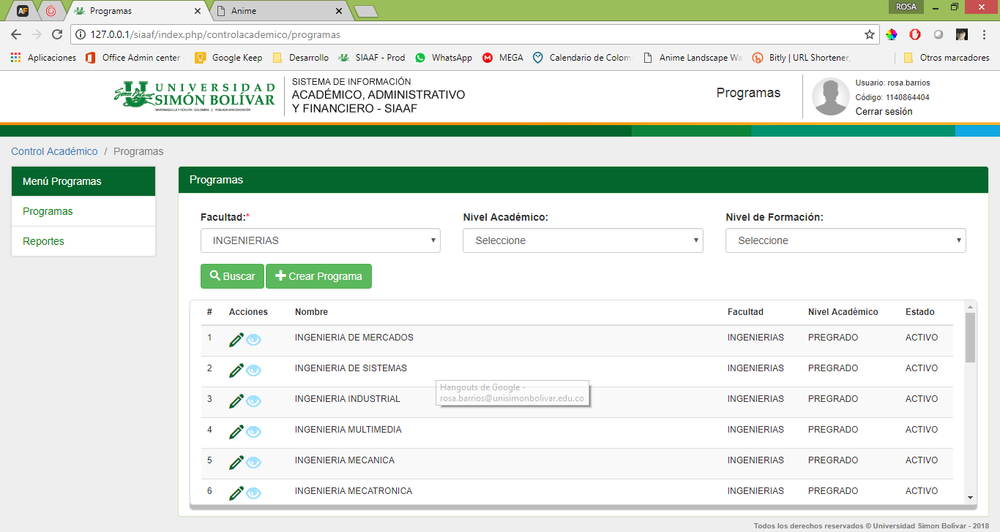 AF
Programas
Anime
ROSA
127.0.0.1/siaaf/index.php/controlacademico/programas
Aplicaciones
Office Admin center
Google Keep
Desarrollo
SIAAF - Prod
WhatsApp
MEGA
Calendario de Colom
Anime Landscape Wa
Bitly | URL Shortener,
Otros marcadores
UNIVERSIDAD
SIMÓN BOLÍVAR
BARRANQUILLA Y CÚCUTA - COLOMBIA | VIGILADA MINEDUCACIÓN
SISTEMA DE INFORMACIÓN
ACADÉMICO, ADMINISTRATIVO
Y FINANCIERO - SIAAF
Programas
Usuario: rosa.barrios
Código: 1140864404
Cerrar sesión
Control Académico / Programas
Menú Programas
Programas
Reportes
Programas
Facultad:* Nivel Académico: Nivel de Formación:
INGENIERIAS Seleccione Seleccione
Buscar Crear Programa
# Acciones Nombre Facultad Nivel Académico Estado
1 INGENIERIA DE MERCADOS INGENIERIAS PREGRADO ACTIVO
2 INGENIERIA DE SISTEMAS INGENIERIAS PREGRADO ACTIVO
Hangouts de Google -
rosa.barrios@unisimonbolivar.edu.co
3 INGENIERIA INDUSTRIAL INGENIERIAS PREGRADO ACTIVO
4 INGENIERIA MULTIMEDIA INGENIERIAS PREGRADO ACTIVO
5 INGENIERIA MECANICA INGENIERIAS PREGRADO ACTIVO
6 INGENIERIA MECATRONICA INGENIERIAS PREGRADO ACTIVO
Todos los derechos reservados © Universidad Simon Bolívar - 2018